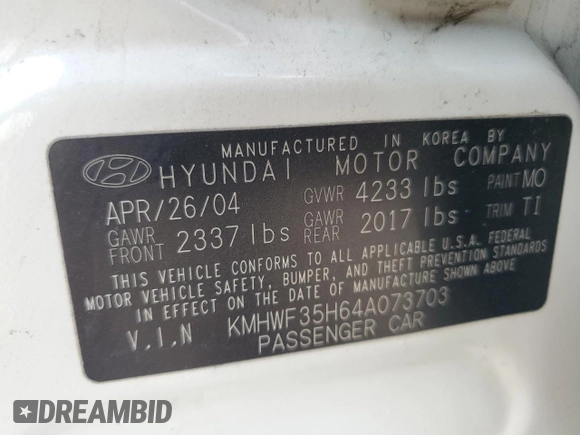 MANUFACTURED IN KOREA BY
HYUNDAI MOTOR COMPANY
APR/26/04 GVWR 4233 lbs PAINT MO
GAWR FRONT 2337 lbs GAWR REAR 2017 lbs TRIM TI
THIS VEHICLE CONFORMS TO ALL APPLICABLE U.S.A. FEDERAL
MOTOR VEHICLE SAFETY, BUMPER, AND THEFT PREVENTION STANDARDS
IN EFFECT ON THE DATE OF MANUFACTURE SHOWN ABOVE
V.I.N KMHWF35H64A073703
PASSENGER CAR
DREAMBID